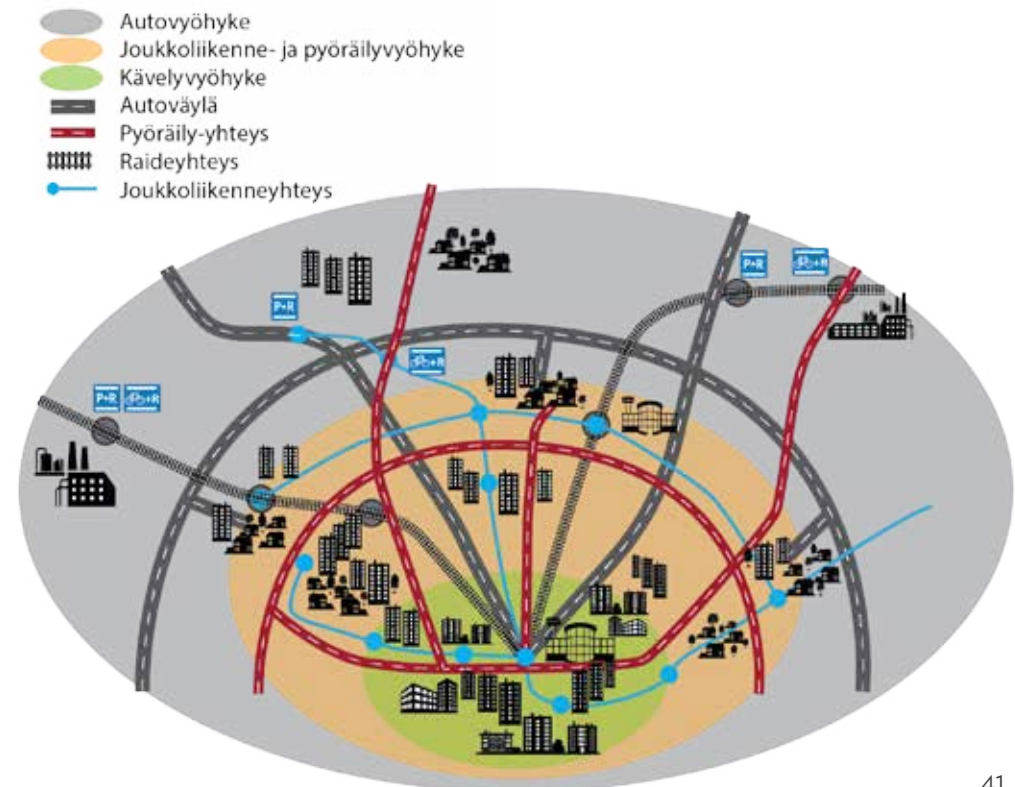 Autovyöhyke
Joukkoliikenne- ja pyöräilyvyöhyke
Kävelyvyöhyke
Autoväylä
Pyöräily-yhteys
Raideyhteys
Joukkoliikenneyhteys
P+R
+R
P+R
+R
P+R
+R
41